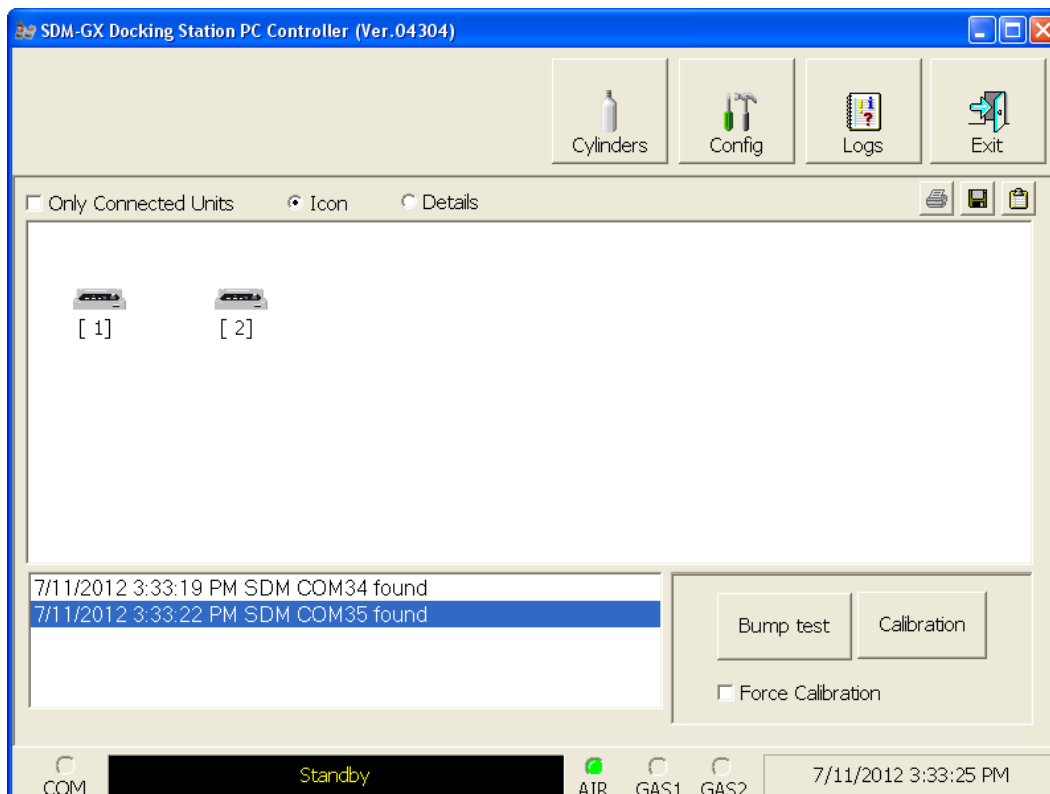 SDM-GX Docking Station PC Controller (Ver.04304)
Cylinders Config Logs Exit
Only Connected Units Icon Details
[ 1] [ 2]
7/11/2012 3:33:19 PM SDM COM34 found
7/11/2012 3:33:22 PM SDM COM35 found
Bump test Calibration
Force Calibration
COM Standby AIR GAS1 GAS2 7/11/2012 3:33:25 PM